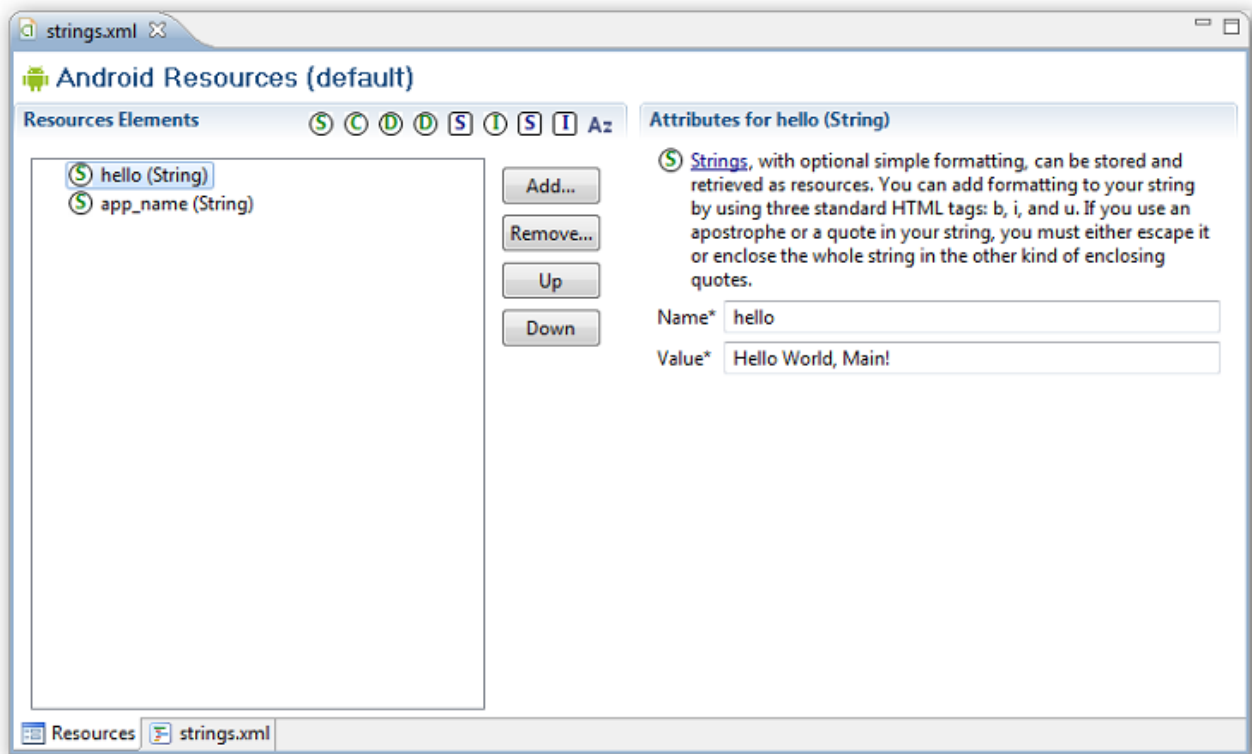 strings.xml
Android Resources (default)
Resources Elements
S C D D S I S I Az
S hello (String)
S app_name (String)
Add...
Remove...
Up
Down
Attributes for hello (String)
S Strings, with optional simple formatting, can be stored and
retrieved as resources. You can add formatting to your string
by using three standard HTML tags: b, i, and u. If you use an
apostrophe or a quote in your string, you must either escape it
or enclose the whole string in the other kind of enclosing
quotes.
Name* hello
Value* Hello World, Main!
Resources strings.xml